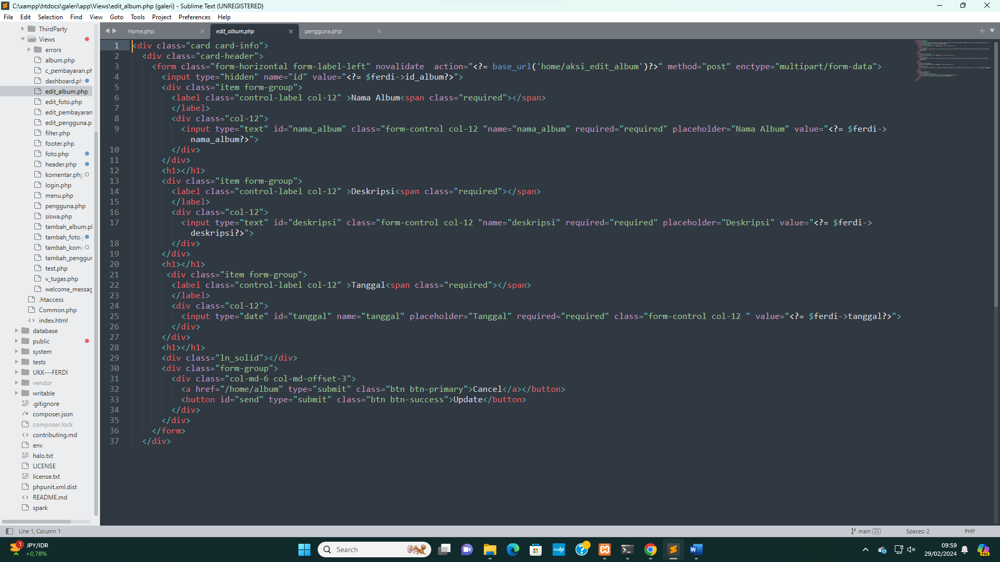 C:\xampp\htdocs\galeri\app\Views\edit_album.php (galeri) - Sublime Text (UNREGISTERED)
File Edit Selection Find View Goto Tools Project Preferences Help
ThirdParty
Views
errors
album.php
c_pembayaran.ph
dashboard.ph
edit_album.php
edit_foto.php
edit_pembayaran
edit_pengguna.p
filter.php
footer.php
foto.php
header.php
komentar.php
login.php
menu.php
pengguna.php
siswa.php
tambah_album.pl
tambah_foto.
tambah_kome
tambah_penggur
test.php
v_tugas.php
welcome_messag
.htaccess
Common.php
index.html
database
public
system
tests
UKK---FERDI
vendor
writable
.gitignore
composer.json
composer.lock
contributing.md
env
halo.txt
LICENSE
license.txt
phpunit.xml.dist
README.md
spark
Home.php edit_album.php pengguna.php
1 <div class="card card-info">
2 <div class="card-header">
3 <form class="form-horizontal form-label-left" novalidate  action="<?= base_url('home/aksi_edit_album')?>" method="post" enctype="multipart/form-data">
4 <input type="hidden" name="id" value="<?= $ferdi->id_album?>">
5 <div class="item form-group">
6 <label class="control-label col-12" >Nama Album<span class="required"></span>
7 </label>
8 <div class="col-12">
9 <input type="text" id="nama_album" class="form-control col-12 "name="nama_album" required="required" placeholder="Nama Album" value="<?= $ferdi->
nama_album?>">
10 </div>
11 </div>
12 <h1></h1>
13 <div class="item form-group">
14 <label class="control-label col-12" >Deskripsi<span class="required"></span>
15 </label>
16 <div class="col-12">
17 <input type="text" id="deskripsi" class="form-control col-12 "name="deskripsi" required="required" placeholder="Deskripsi" value="<?= $ferdi->
deskripsi?>">
18 </div>
19 </div>
20 <h1></h1>
21 <div class="item form-group">
22 <label class="control-label col-12" >Tanggal<span class="required"></span>
23 </label>
24 <div class="col-12">
25 <input type="date" id="tanggal" name="tanggal" placeholder="Tanggal" required="required" class="form-control col-12 " value="<?= $ferdi->tanggal?>">
26 </div>
27 </div>
28 <h1></h1>
29 <div class="ln_solid"></div>
30 <div class="form-group">
31 <div class="col-md-6 col-md-offset-3">
32 <a href="/home/album" type="submit" class="btn btn-primary">Cancel</a></button>
33 <button id="send" type="submit" class="btn btn-success">Update</button>
34 </div>
35 </div>
36 </form>
37 </div>
Line 1, Column 1 main 23 Spaces: 2 PHP
1 JPY/IDR
+0,78%
Search
myhp
09:59
29/02/2024
PRE